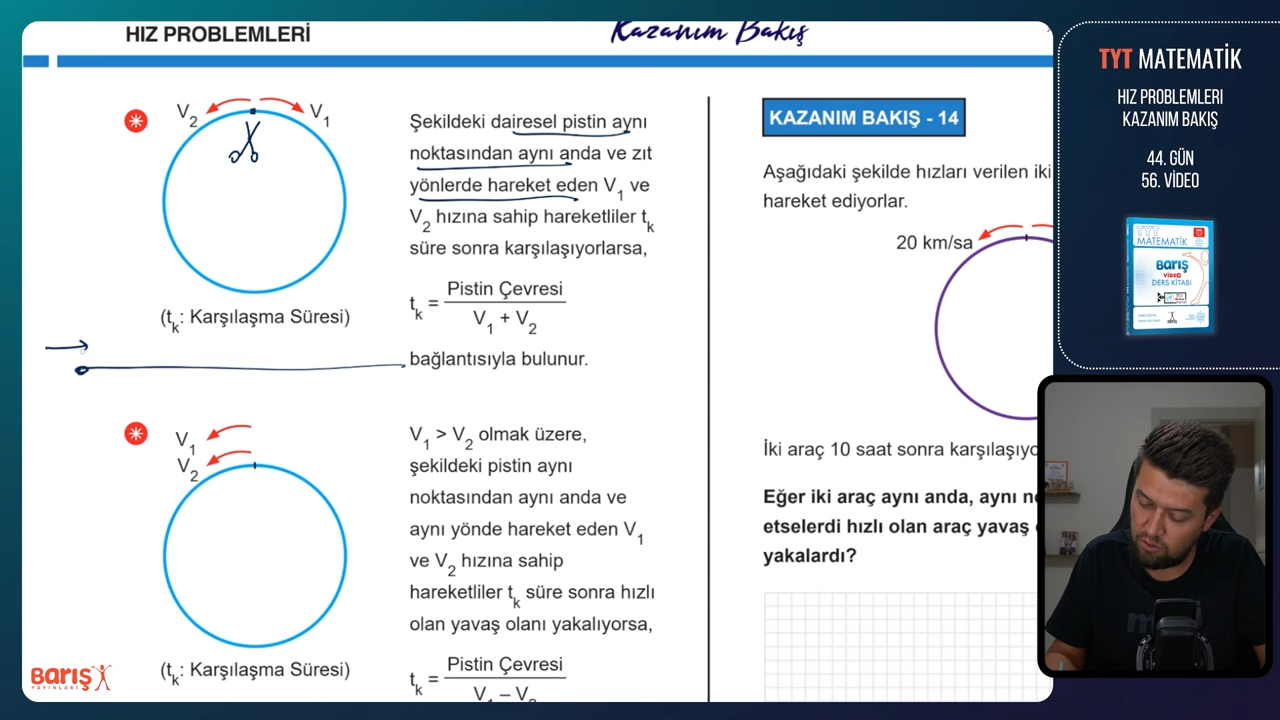 HIZ PROBLEMLERİ
Kazanım Bakış
V2
V1
Şekildeki dairesel pistin aynı
noktasından aynı anda ve zıt
yönlerde hareket eden V1 ve
V2 hızına sahip hareketliler tk
süre sonra karşılaşıyorlarsa,
tk = Pistin Çevresi
V1 + V2
(tk: Karşılaşma Süresi)
bağlantısıyla bulunur.
V1
V2
V1 > V2 olmak üzere,
şekildeki pistin aynı
noktasından aynı anda ve
aynı yönde hareket eden V1
ve V2 hızına sahip
hareketliler tk süre sonra hızlı
olan yavaş olanı yakalıyorsa,
tk = Pistin Çevresi
V1 – V2
(tk: Karşılaşma Süresi)
BARIŞ
YAYINLARI
KAZANIM BAKIŞ - 14
Aşağıdaki şekilde hızları verilen iki
hareket ediyorlar.
20 km/sa
İki araç 10 saat sonra karşılaşıyo
Eğer iki araç aynı anda, aynı
etselerdi hızlı olan araç yavaş
yakalardı?
TYT MATEMATİK
HIZ PROBLEMLERI
KAZANIM BAKIŞ
44. GÜN
56. VİDEO
TYT
MATEMATİK
BARIŞ
VİDEO
DERS KİTABI